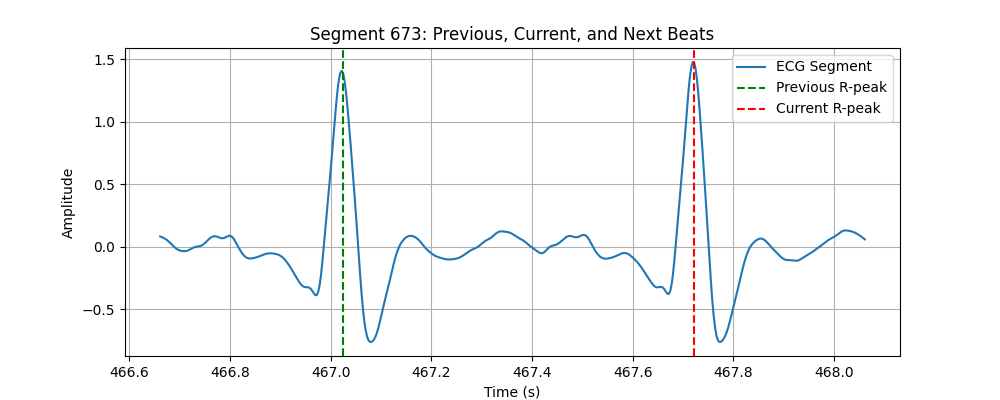 Segment 673: Previous, Current, and Next Beats
1.5
1.0
0.5
0.0
−0.5
Amplitude
ECG Segment
Previous R-peak
Current R-peak
466.6 466.8 467.0 467.2 467.4 467.6 467.8 468.0
Time (s)